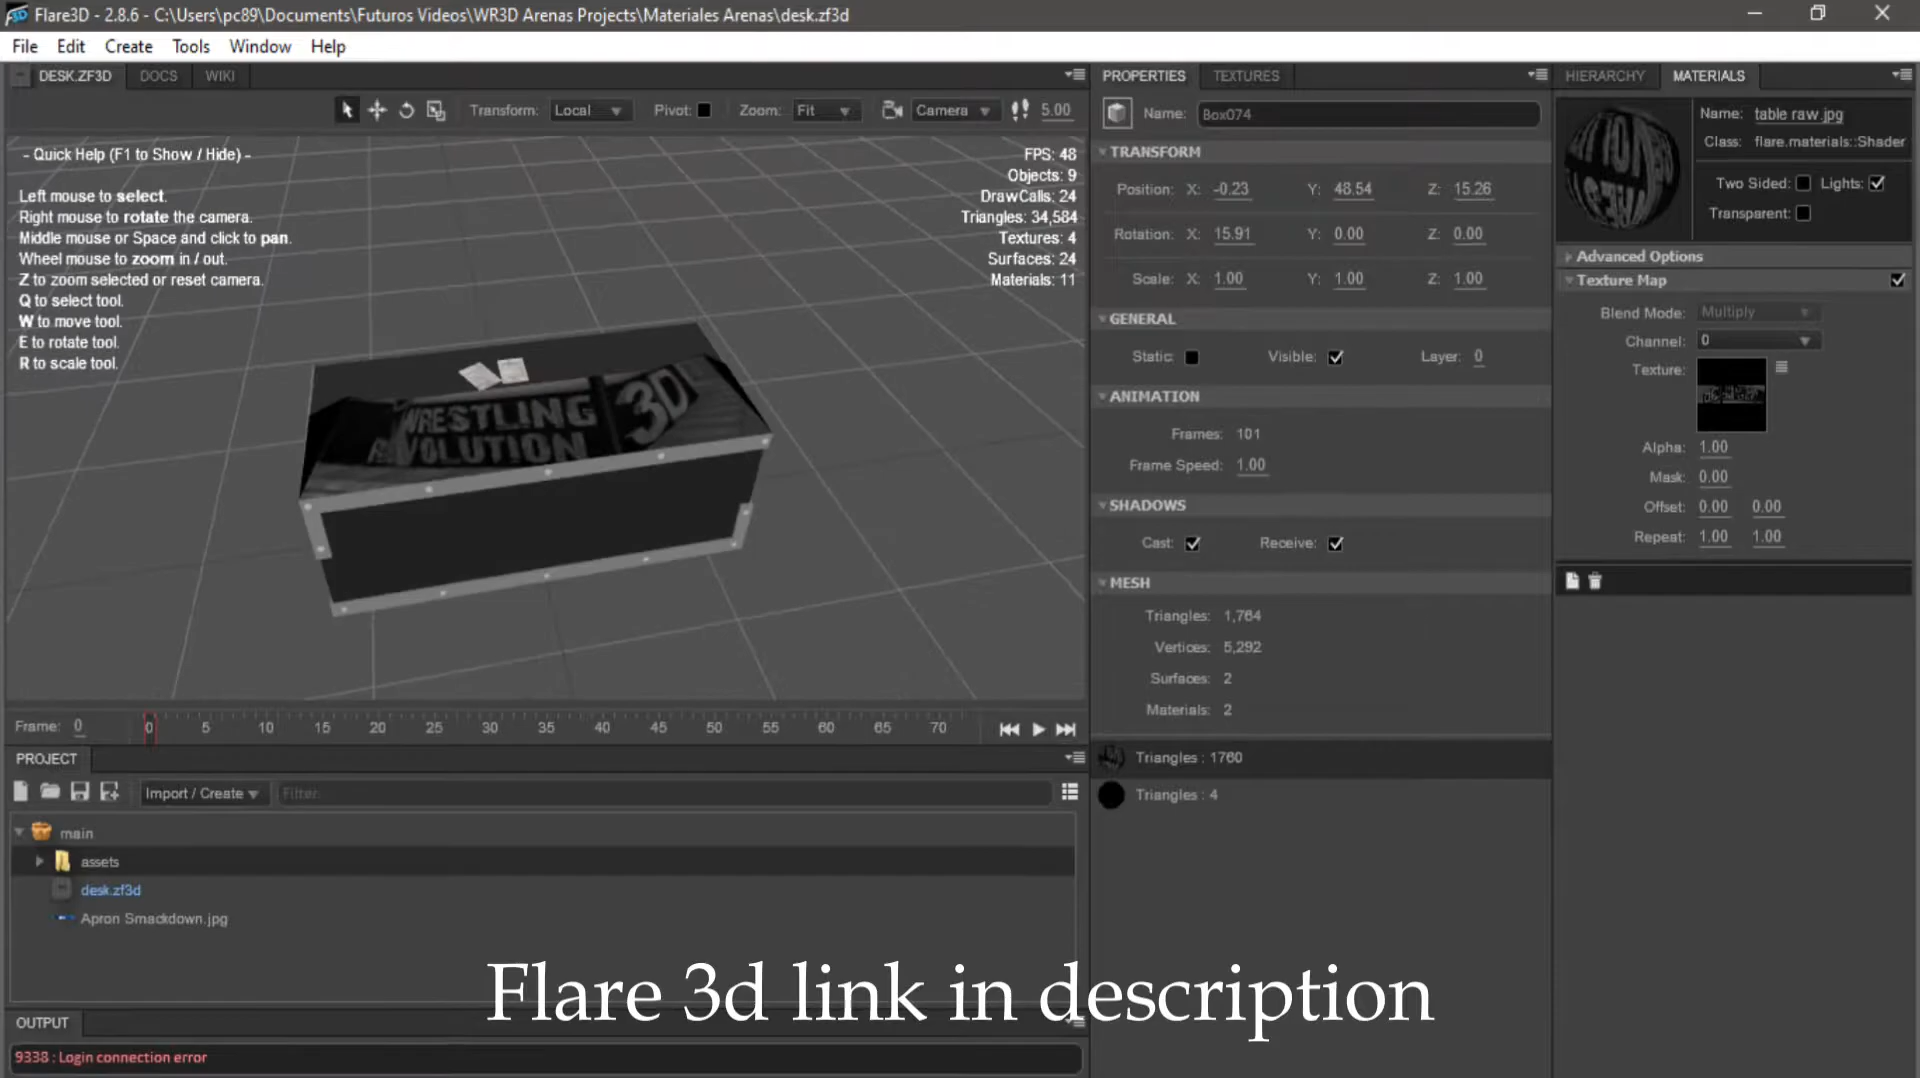 Flare3D - 2.8.6 - C:\Users\pc89\Documents\Futuros Videos\WR3D Arenas Projects\Materiales Arenas\desk.zf3d
File Edit Create Tools Window Help
DESK.ZF3D DOCS WIKI
Transform: Local Pivot: Zoom: Fit Camera 5.00
- Quick Help (F1 to Show / Hide) -
Left mouse to select.
Right mouse to rotate the camera.
Middle mouse or Space and click to pan.
Wheel mouse to zoom in / out.
Z to zoom selected or reset camera.
Q to select tool.
W to move tool.
E to rotate tool.
R to scale tool.
FPS: 48
Objects: 9
DrawCalls: 24
Triangles: 34,584
Textures: 4
Surfaces: 24
Materials: 11
WRESTLING
REVOLUTION 3D
Frame: 0
0 5 10 15 20 25 30 35 40 45 50 55 60 65 70
PROJECT
Import / Create Filter
main
assets
desk.zf3d
Apron Smackdown.jpg
OUTPUT
9338 : Login connection error
PROPERTIES TEXTURES
Name: Box074
TRANSFORM
Position: X: -0.23 Y: 48.54 Z: 15.26
Rotation: X: 15.91 Y: 0.00 Z: 0.00
Scale: X: 1.00 Y: 1.00 Z: 1.00
GENERAL
Static: Visible: Layer: 0
ANIMATION
Frames: 101
Frame Speed: 1.00
SHADOWS
Cast: Receive:
MESH
Triangles: 1,764
Vertices: 5,292
Surfaces: 2
Materials: 2
Triangles : 1760
Triangles : 4
HIERARCHY MATERIALS
Name: table raw.jpg
Class: flare.materials::Shader
Two Sided: Lights:
Transparent:
Advanced Options
Texture Map
Blend Mode: Multiply
Channel: 0
Texture:
Alpha: 1.00
Mask: 0.00
Offset: 0.00 0.00
Repeat: 1.00 1.00
Flare 3d link in description